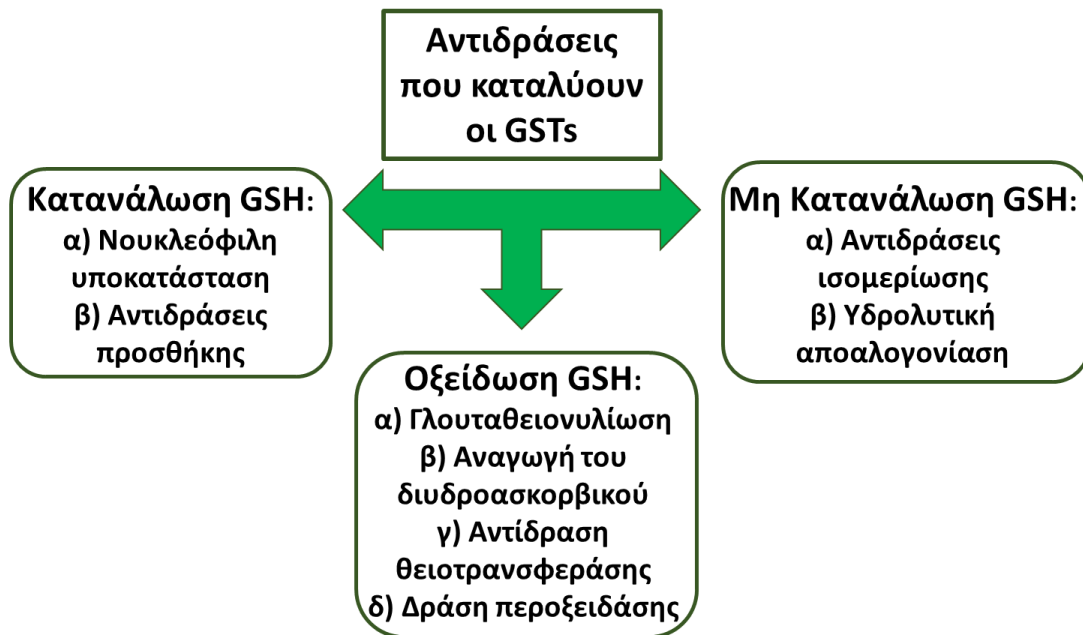 Αντιδράσεις
που καταλύουν
οι GSTs
Κατανάλωση GSH:
α) Νουκλεόφιλη
υποκατάσταση
β) Αντιδράσεις
προσθήκης
Μη Κατανάλωση GSH:
α) Αντιδράσεις
ισομερίωσης
β) Υδρολυτική
αποαλογονίαση
Οξείδωση GSH:
α) Γλουταθειονυλίωση
β) Αναγωγή του
διυδροασκορβικού
γ) Αντίδραση
θειοτρανσφεράσης
δ) Δράση περοξειδάσης